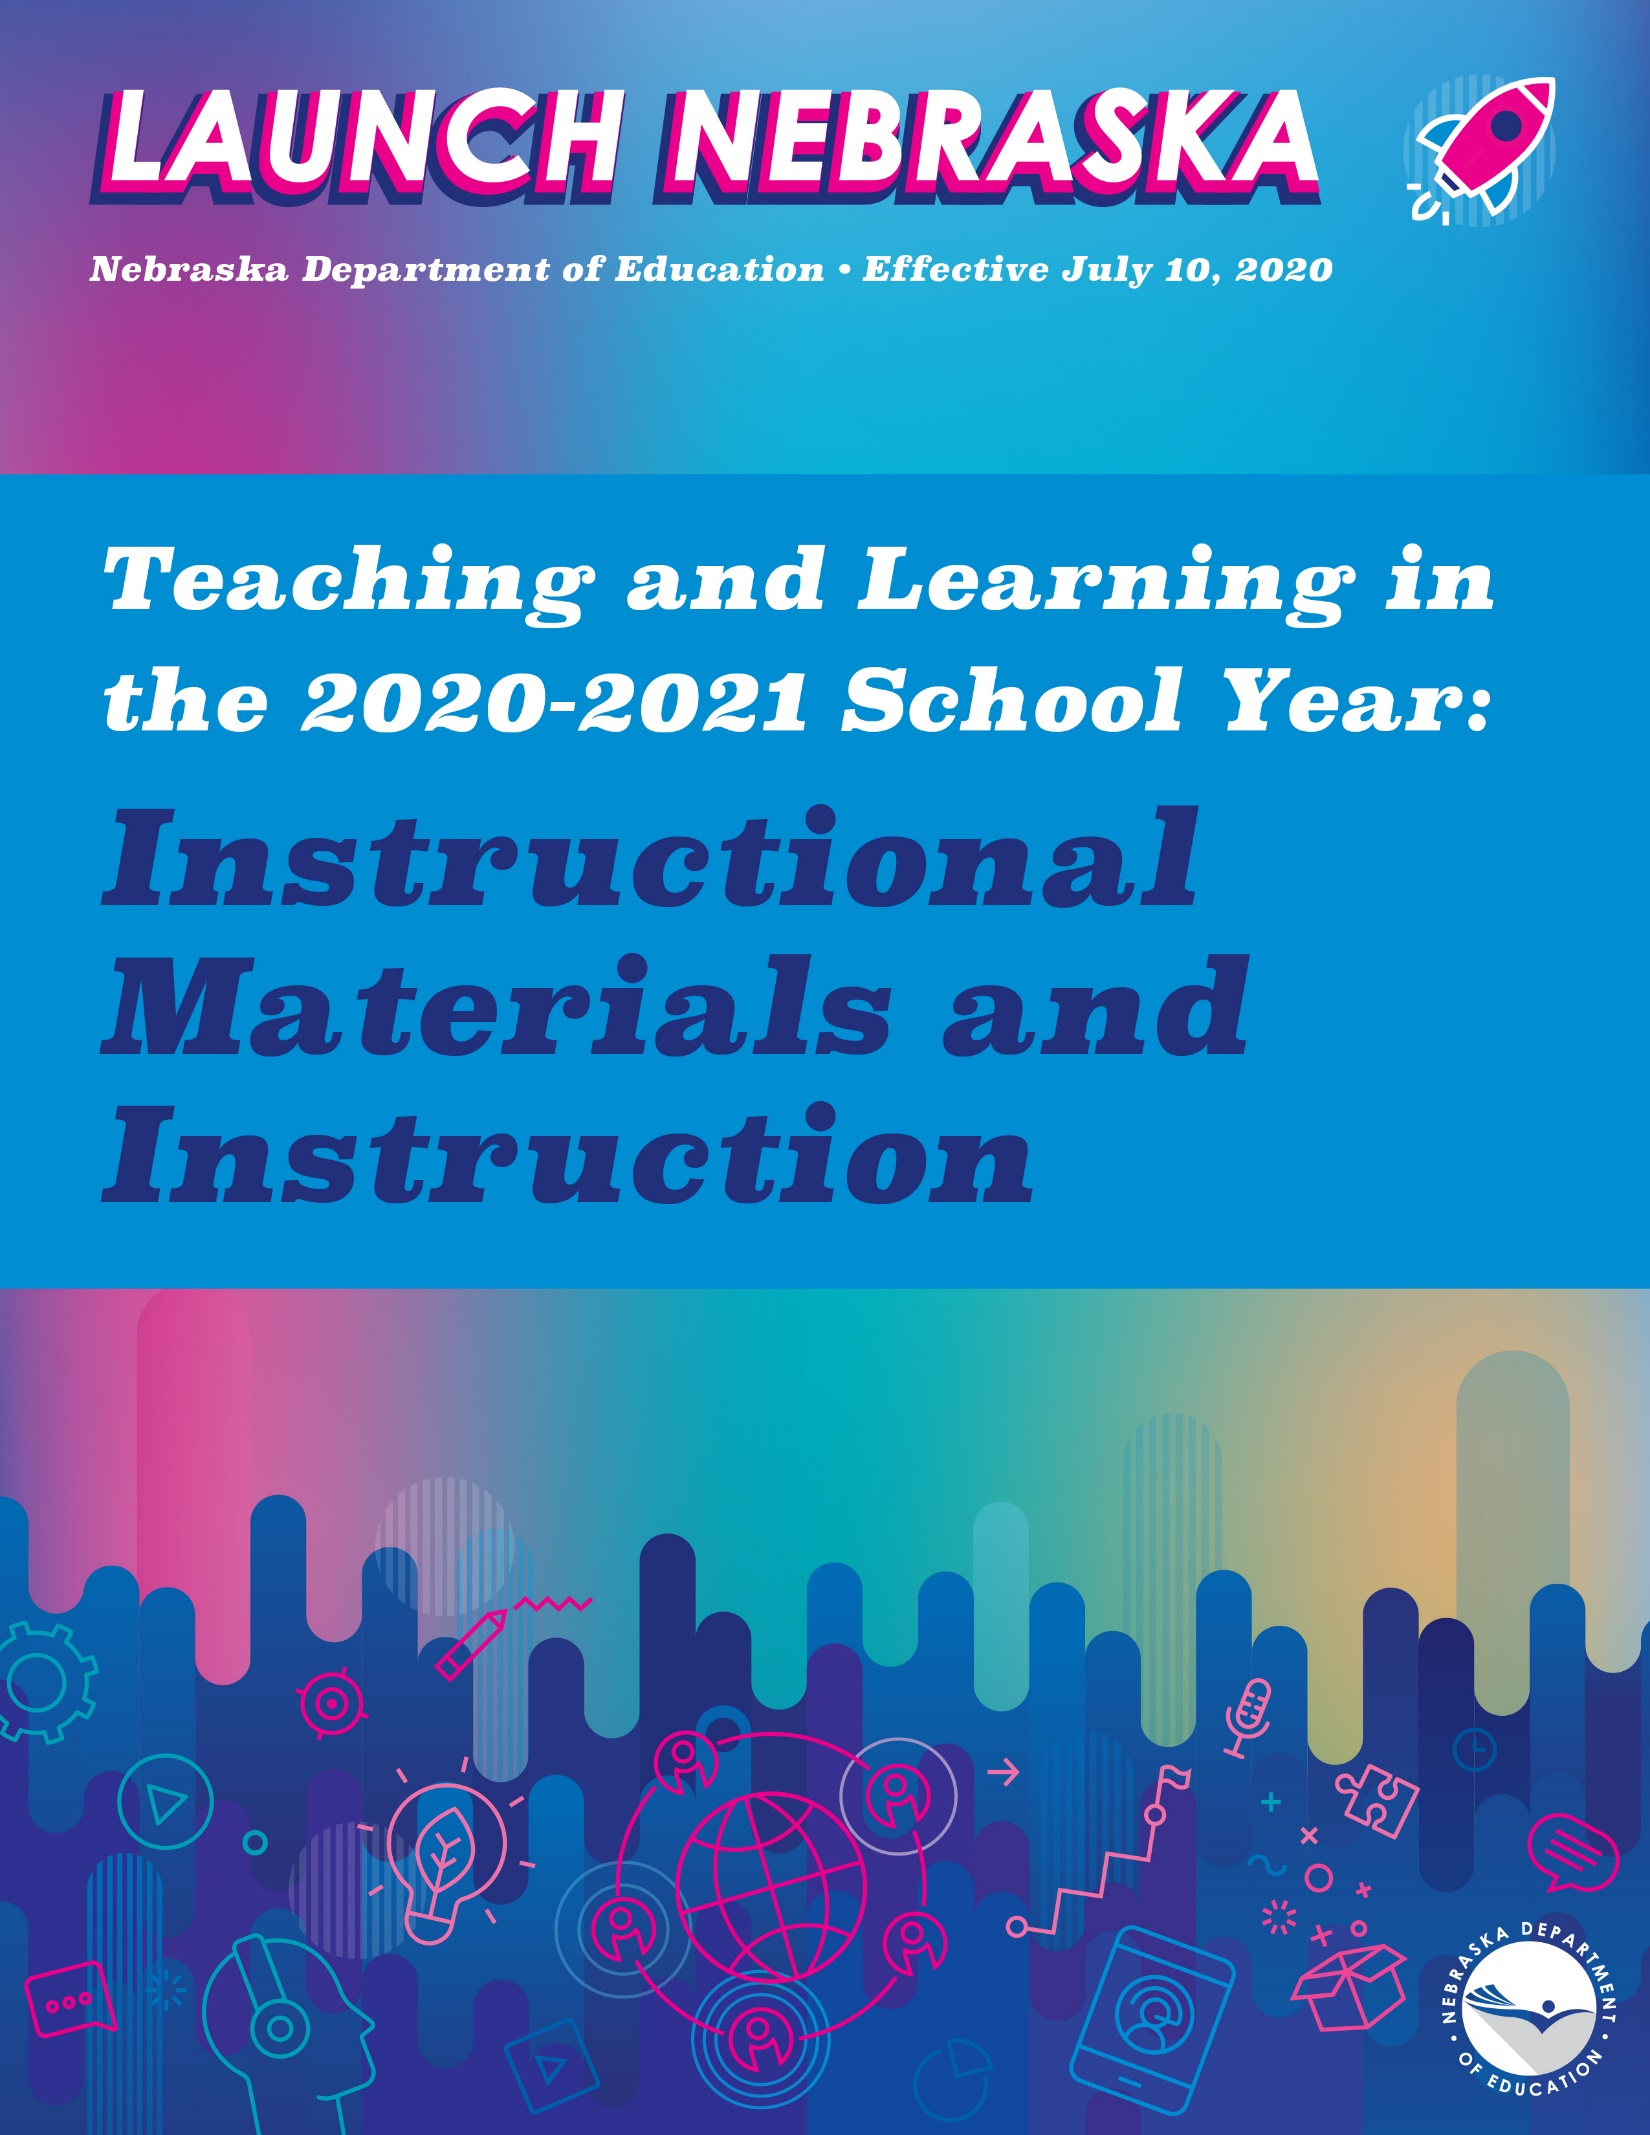 LAUNCH NEBRASKA
Nebraska Department of Education • Effective July 10, 2020
Teaching and Learning in
the 2020-2021 School Year:
Instructional
Materials and
Instruction
NEBRASKA DEPARTMENT
• OF EDUCATION •